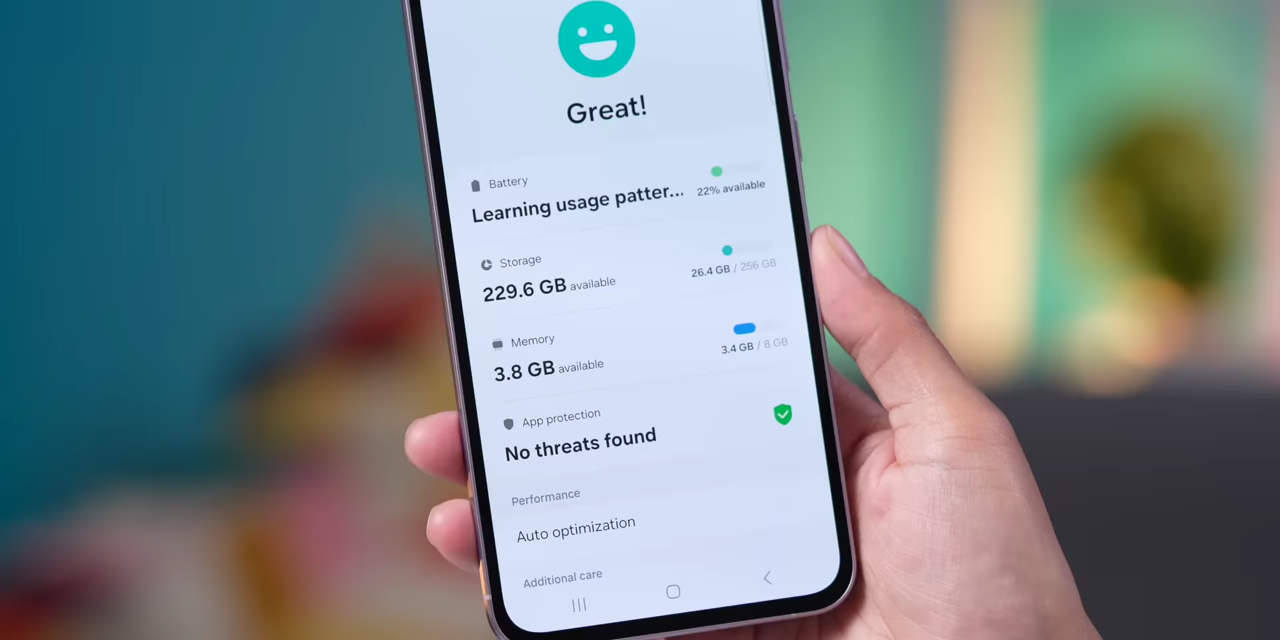 Great!
Battery
Learning usage patter...
22% available
Storage
229.6 GB available
26.4 GB / 256 GB
Memory
3.8 GB available
3.4 GB / 8 GB
App protection
No threats found
Performance
Auto optimization
Additional care